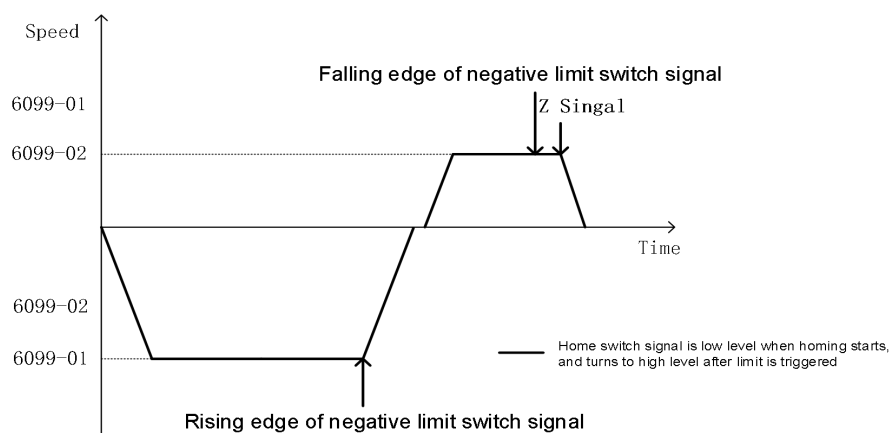 Speed
Falling edge of negative limit switch signal
6099-01
Z Singal
6099-02
Time
6099-02
6099-01
Home switch signal is low level when homing starts,
and turns to high level after limit is triggered
Rising edge of negative limit switch signal